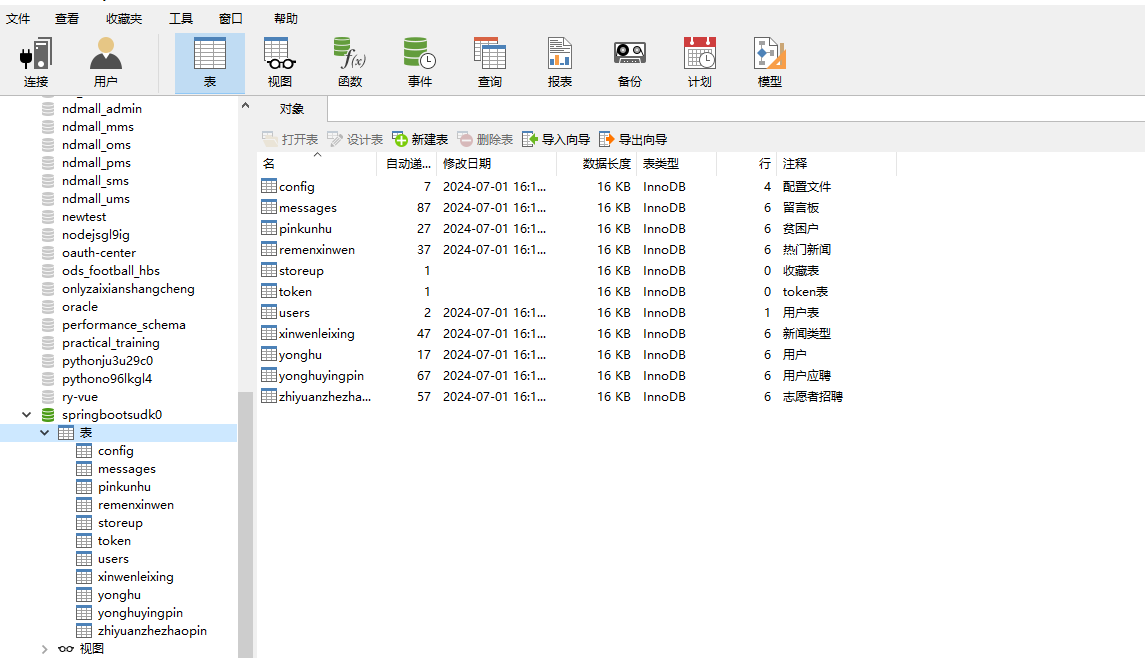 文件 查看 收藏夹 工具 窗口 帮助
连接 用户 表 视图 函数 事件 查询 报表 备份 计划 模型
ndmall_admin
ndmall_mms
ndmall_oms
ndmall_pms
ndmall_sms
ndmall_ums
newtest
nodejsgl9ig
oauth-center
ods_football_hbs
onlyzaixianshangcheng
oracle
performance_schema
practical_training
pythonju3u29c0
pythono96lkgl4
ry-vue
springbootsudk0
表
config
messages
pinkunhu
remenxinwen
storeup
token
users
xinwenleixing
yonghu
yonghuyingpin
zhiyuanzhezhaopin
视图
对象
打开表 设计表 新建表 删除表 导入向导 导出向导
名 自动递... 修改日期 数据长度 表类型 行 注释
config 7 2024-07-01 16:1... 16 KB InnoDB 4 配置文件
messages 87 2024-07-01 16:1... 16 KB InnoDB 6 留言板
pinkunhu 27 2024-07-01 16:1... 16 KB InnoDB 6 贫困户
remenxinwen 37 2024-07-01 16:1... 16 KB InnoDB 6 热门新闻
storeup 1 16 KB InnoDB 0 收藏表
token 1 16 KB InnoDB 0 token表
users 2 2024-07-01 16:1... 16 KB InnoDB 1 用户表
xinwenleixing 47 2024-07-01 16:1... 16 KB InnoDB 6 新闻类型
yonghu 17 2024-07-01 16:1... 16 KB InnoDB 6 用户
yonghuyingpin 67 2024-07-01 16:1... 16 KB InnoDB 6 用户应聘
zhiyuanzhezha... 57 2024-07-01 16:1... 16 KB InnoDB 6 志愿者招聘